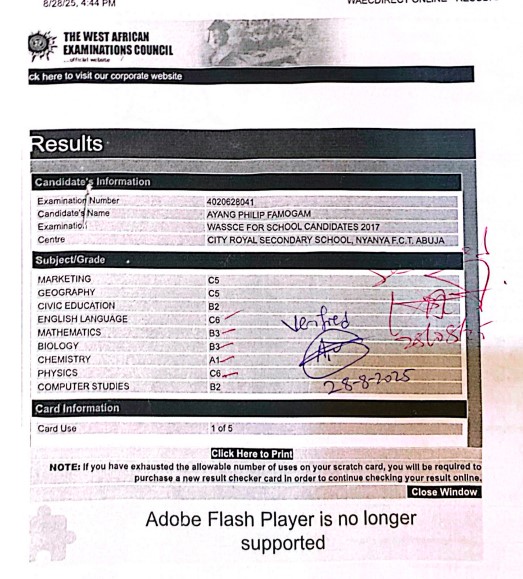 8/28/25, 4:44 PM
THE WEST AFRICAN
EXAMINATIONS COUNCIL
...official website
ck here to visit our corporate website
Results
Candidate's Information
Examination Number 4020628041
Candidate's Name AYANG PHILIP FAMOGAM
Examination WASSCE FOR SCHOOL CANDIDATES 2017
Centre CITY ROYAL SECONDARY SCHOOL, NYANYA F.C.T. ABUJA
Subject/Grade
MARKETING C5
GEOGRAPHY C5
CIVIC EDUCATION B2
ENGLISH LANGUAGE C6
MATHEMATICS B3
BIOLOGY B3
CHEMISTRY A1
PHYSICS C6
COMPUTER STUDIES B2
Verified
28-8-2025
Card Information
Card Use 1 of 5
Click Here to Print
NOTE: If you have exhausted the allowable number of uses on your scratch card, you will be required to
purchase a new result checker card in order to continue checking your result online.
Close Window
Adobe Flash Player is no longer
supported